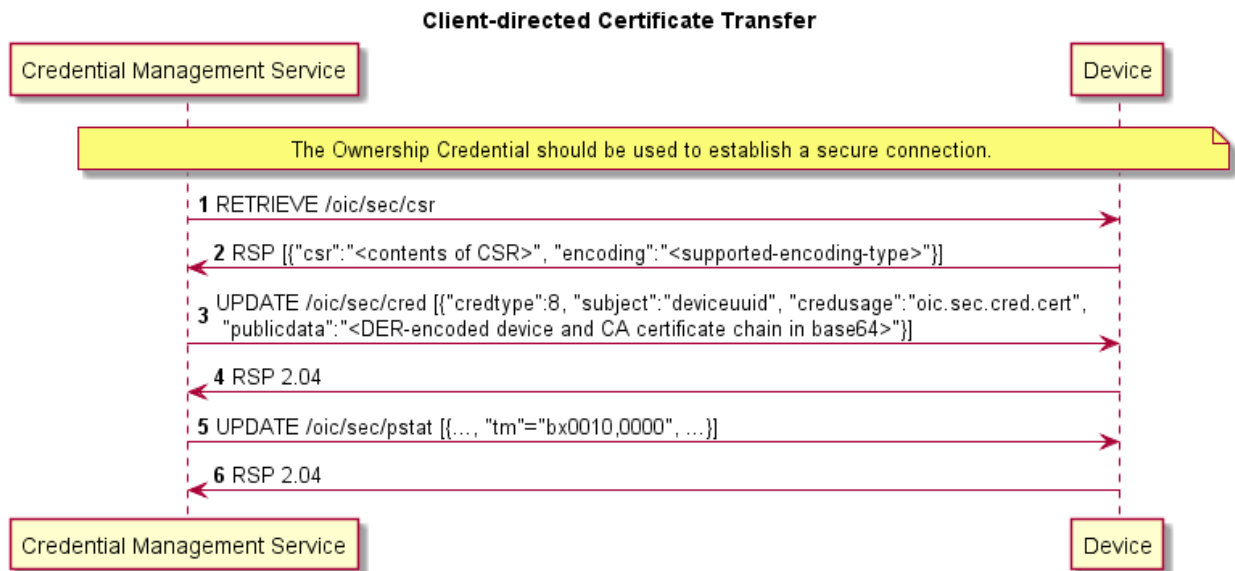 Client-directed Certificate Transfer
Credential Management Service
Device
The Ownership Credential should be used to establish a secure connection.
1 RETRIEVE /oic/sec/csr
2 RSP [{"csr":"<contents of CSR>", "encoding":"<supported-encoding-type>"}]
3 UPDATE /oic/sec/cred [{"credtype":8, "subject":"deviceuuid", "credusage":"oic.sec.cred.cert",
"publicdata":"<DER-encoded device and CA certificate chain in base64>"}]
4 RSP 2.04
5 UPDATE /oic/sec/pstat [{..., "tm"="bx0010,0000", ...}]
6 RSP 2.04
Credential Management Service
Device